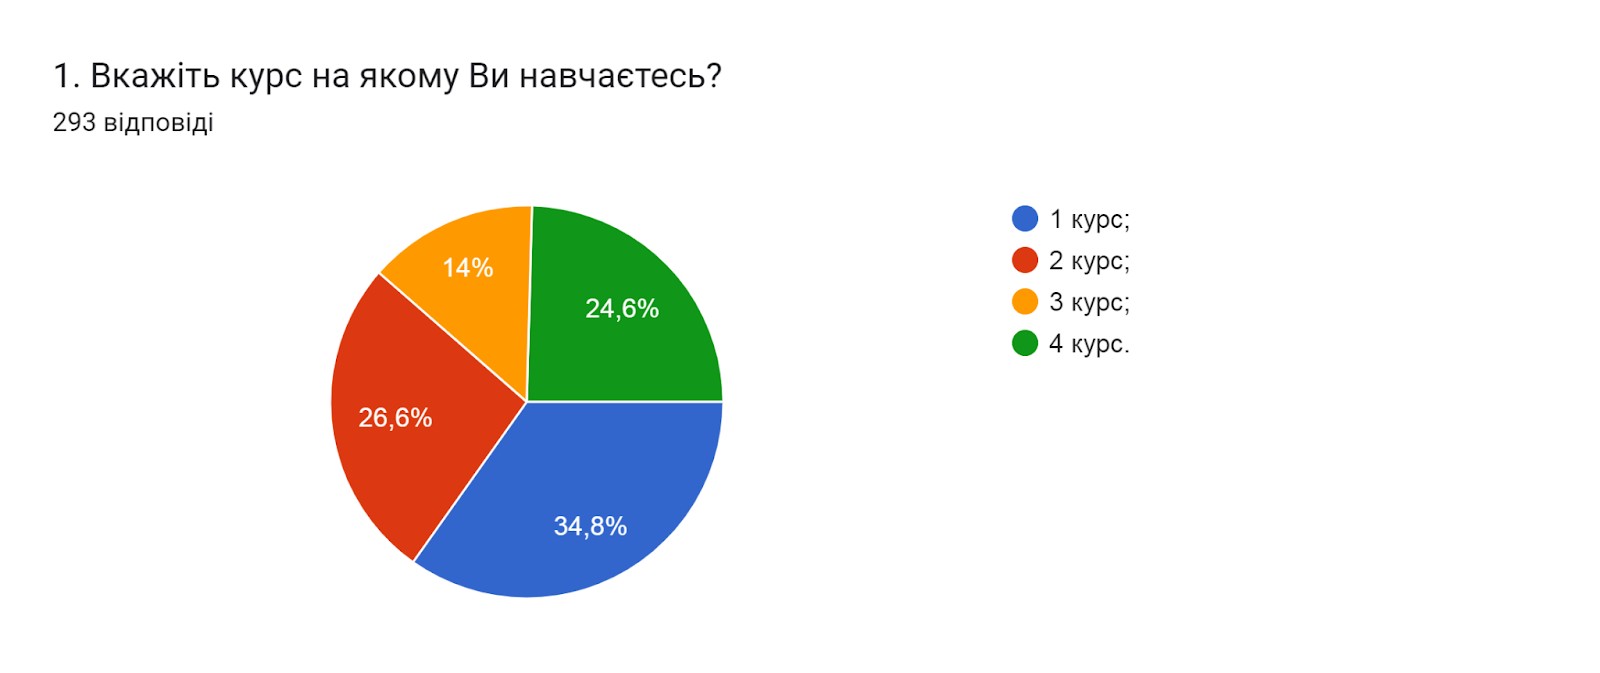 1. Вкажіть курс на якому Ви навчаєтесь?
293 відповіді
14%
24,6%
26,6%
34,8%
1 курс;
2 курс;
3 курс;
4 курс.